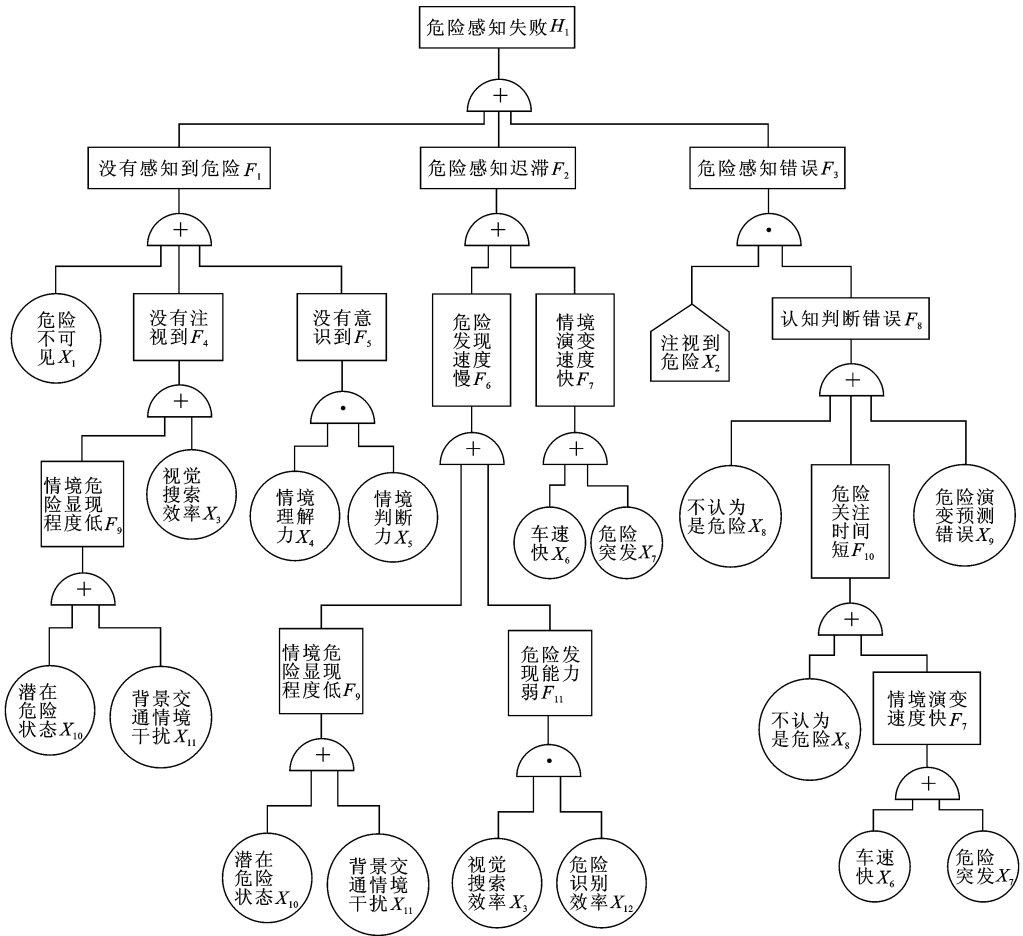 危险感知失败H₁
+
没有感知到危险F₁
危险感知迟滞F₂
危险感知错误F₃
+
+
·
危险
不可
见X₁
没有注
视到F₄
没有意
识到F₅
危险
发现
速度
慢F₆
情境
演变
速度
快F₇
注视到
危险X₂
认知判断错误F₈
+
·
+
+
+
情境危
险显现
程度低F₉
视觉
搜索
效率X₃
情境
理解
力X₄
情境
判断
力X₅
车速
快X₆
危险
突发X₇
不认为
是危险X₈
危险
关注
时间
短F₁₀
危险演
变预测
错误X₉
+
+
潜在
危险
状态X₁₀
背景交
通情境
干扰X₁₁
情境危
险显现
程度低F₉
危险发
现能力
弱F₁₁
不认为
是危险X₈
情境演变
速度快F₇
+
·
+
潜在
危险
状态X₁₀
背景交
通情境
干扰X₁₁
视觉
搜索
效率X₃
危险
识别
效率X₁₂
车速
快X₆
危险
突发X₇